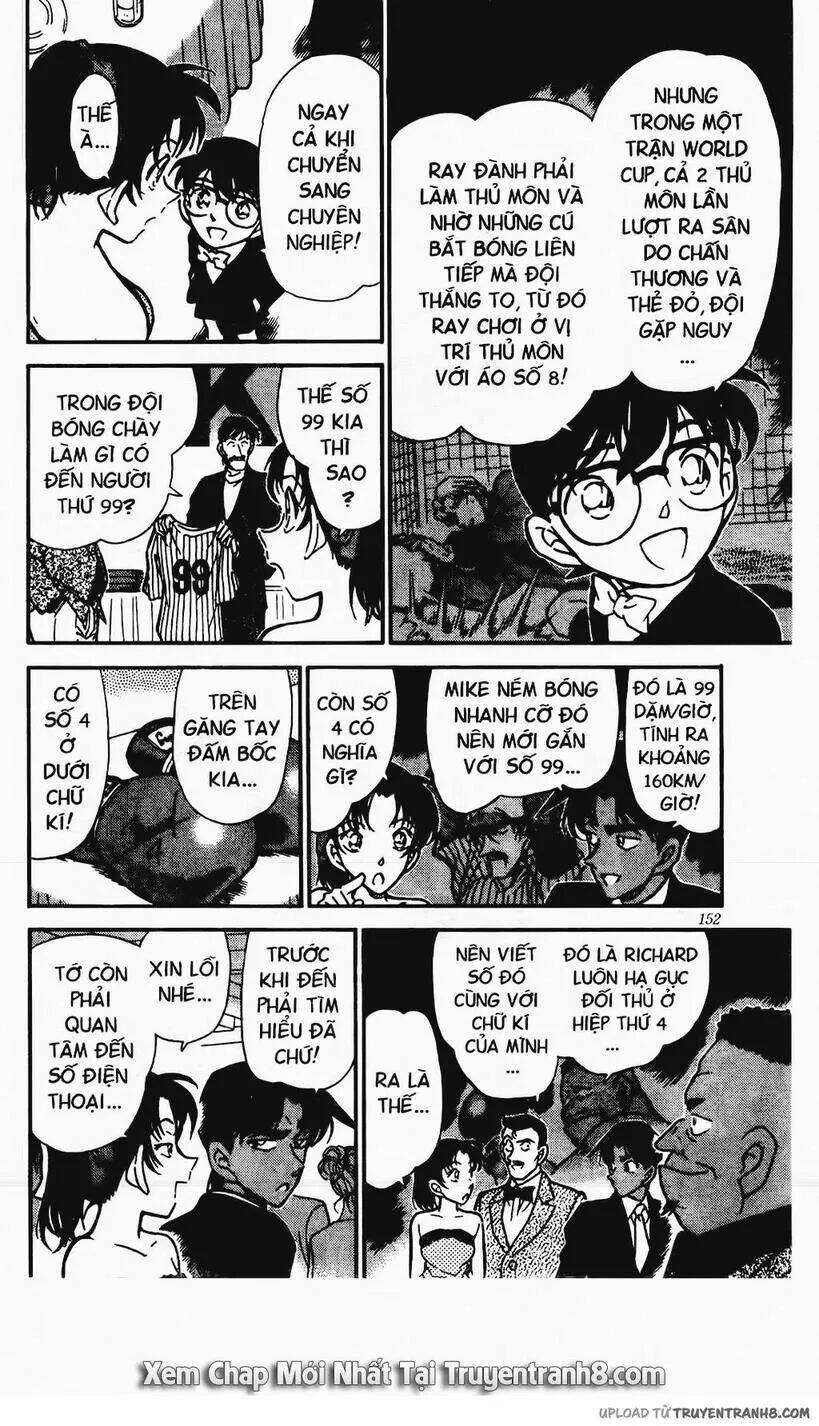 NHƯNG
TRONG MỘT
TRẬN WORLD
CUP, CẢ 2 THỦ
MÔN LẦN
LƯỢT RA SÂN
DO CHẤN
THƯƠNG VÀ
THẺ ĐỎ, ĐỘI
GẶP NGUY
...
RAY ĐÀNH PHẢI
LÀM THỦ MÔN VÀ
NHỜ NHỮNG CÚ
BẮT BÓNG LIÊN
TIẾP MÀ ĐỘI
THẮNG TO, TỪ ĐÓ
RAY CHƠI Ở VỊ
TRÍ THỦ MÔN
VỚI ÁO SỐ 8!
NGAY
CẢ KHI
CHUYỂN
SANG
CHUYÊN
NGHIỆP!
THẾ
À...
THẾ SỐ
99 KIA
THÌ
SAO
?
TRONG ĐỘI
BÓNG CHÀY
LÀM GÌ CÓ
ĐẾN NGƯỜI
THỨ 99?
K
99
ĐÓ LÀ 99
DẶM/GIỜ,
TÍNH RA
KHOẢNG
160KM/
GIỜ!
MIKE NÉM BÓNG
NHANH CỠ ĐÓ
NÊN MỚI GẮN
VỚI SỐ 99...
CÒN SỐ
4 CÓ
NGHĨA
GÌ?
TRÊN
GĂNG TAY
ĐẤM BỐC
KIA...
CÓ
SỐ 4
Ở
DƯỚI
CHỮ
KÍ!
152
ĐÓ LÀ RICHARD
LUÔN HẠ GỤC
ĐỐI THỦ Ở
HIỆP THỨ 4
...
NÊN VIẾT
SỐ ĐÓ
CÙNG VỚI
CHỮ KÍ
CỦA MÌNH
...
RA LÀ
THẾ...
TRƯỚC
KHI ĐẾN
PHẢI TÌM
HIỂU ĐÃ
CHỨ!
XIN LỖI
NHÉ...
TỚ CÒN
PHẢI
QUAN
TÂM ĐẾN
SỐ ĐIỆN
THOẠI...
Xem Chap Mới Nhất Tại Truyentranh8.com
UPLOAD TỪ TRUYENTRANH8.COM